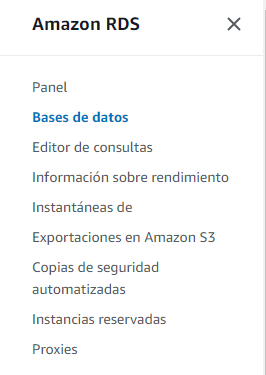 Amazon RDS
Panel
Bases de datos
Editor de consultas
Información sobre rendimiento
Instantáneas de
Exportaciones en Amazon S3
Copias de seguridad
automatizadas
Instancias reservadas
Proxies